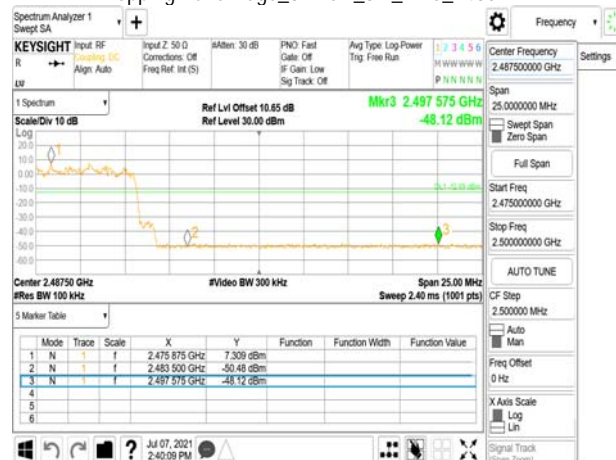 Spectrum Analyzer 1
Swept SA
Frequency
Settings
KEYSIGHT
R
Input: RF
Coupling: DC
Align: Auto
Input Z: 50 Ω
Corrections: Off
Freq Ref: Int (S)
#Atten: 30 dB
PNO: Fast
Gate: Off
IF Gain: Low
Sig Track: Off
Avg Type: Log-Power
Trig: Free Run
1 2 3 4 5 6
M W W W W W
P N N N N N
1 Spectrum
Scale/Div 10 dB
Log
Ref Lvl Offset 10.65 dB
Ref Level 30.00 dBm
Mkr3 2.497 575 GHz
-48.12 dBm
20.0
10.0
0.00
-10.0
-20.0
-30.0
-40.0
-50.0
-60.0
1
2
3
Center 2.48750 GHz
#Res BW 100 kHz
#Video BW 300 kHz
Span 25.00 MHz
Sweep 2.40 ms (1001 pts)
5 Marker Table
Mode Trace Scale X Y Function Function Width Function Value
1 N 1 f 2.475 875 GHz 7.309 dBm
2 N 1 f 2.483 500 GHz -50.48 dBm
3 N 1 f 2.497 575 GHz -48.12 dBm
4
5
6
Jul 07, 2021
2:40:09 PM
Center Frequency
2.487500000 GHz
Span
25.0000000 MHz
Swept Span
Zero Span
Full Span
Start Freq
2.475000000 GHz
Stop Freq
2.500000000 GHz
AUTO TUNE
CF Step
2.500000 MHz
Auto
Man
Freq Offset
0 Hz
X Axis Scale
Log
Lin
Signal Track